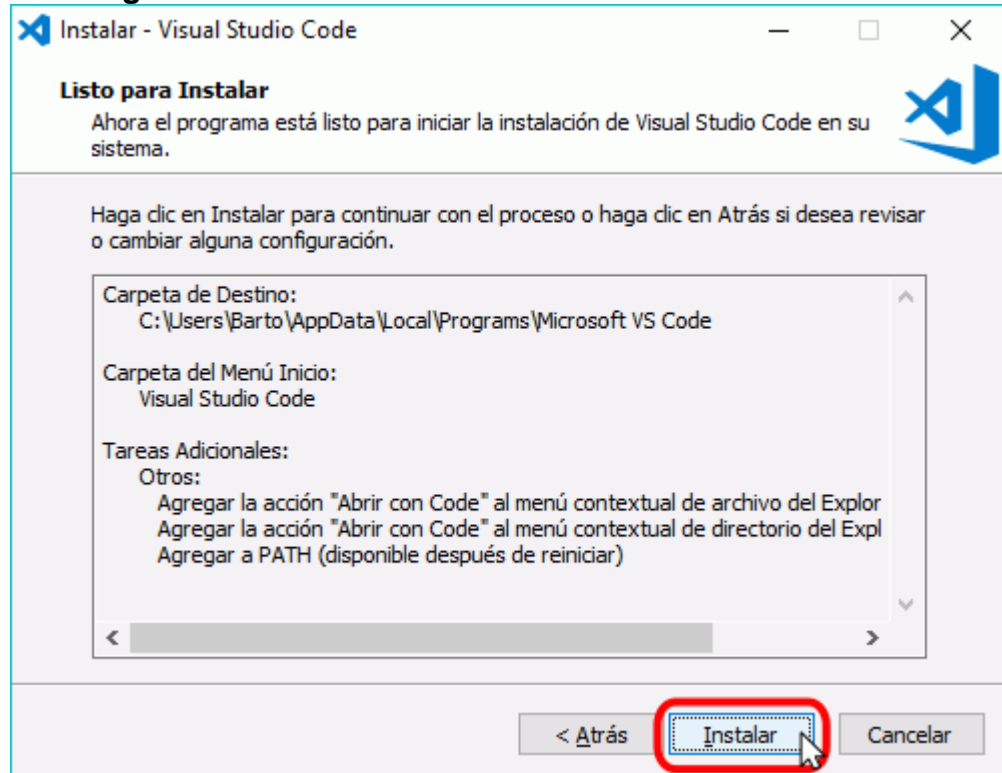 Instalar - Visual Studio Code
Listo para Instalar
Ahora el programa está listo para iniciar la instalación de Visual Studio Code en su
sistema.
Haga clic en Instalar para continuar con el proceso o haga clic en Atrás si desea revisar
o cambiar alguna configuración.
Carpeta de Destino:
C:\Users\Barto\AppData\Local\Programs\Microsoft VS Code
Carpeta del Menú Inicio:
Visual Studio Code
Tareas Adicionales:
Otros:
Agregar la acción "Abrir con Code" al menú contextual de archivo del Explor
Agregar la acción "Abrir con Code" al menú contextual de directorio del Expl
Agregar a PATH (disponible después de reiniciar)
< Atrás Instalar Cancelar